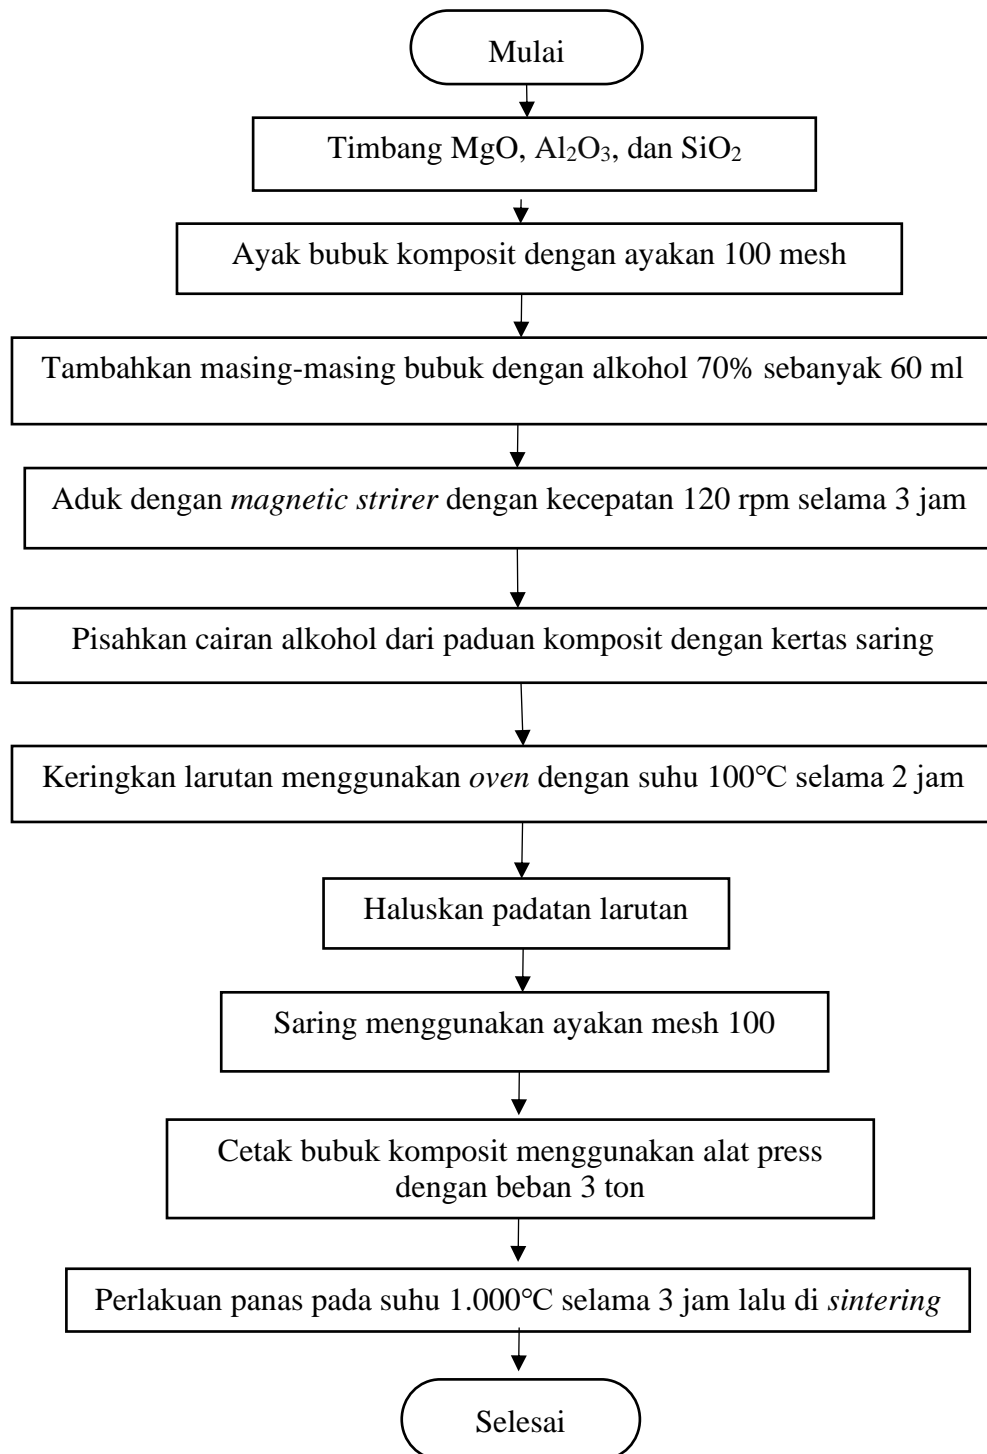 Mulai
Timbang MgO, Al₂O₃, dan SiO₂
Ayak bubuk komposit dengan ayakan 100 mesh
Tambahkan masing-masing bubuk dengan alkohol 70% sebanyak 60 ml
Aduk dengan magnetic strirer dengan kecepatan 120 rpm selama 3 jam
Pisahkan cairan alkohol dari paduan komposit dengan kertas saring
Keringkan larutan menggunakan oven dengan suhu 100°C selama 2 jam
Haluskan padatan larutan
Saring menggunakan ayakan mesh 100
Cetak bubuk komposit menggunakan alat press
dengan beban 3 ton
Perlakuan panas pada suhu 1.000°C selama 3 jam lalu di sintering
Selesai